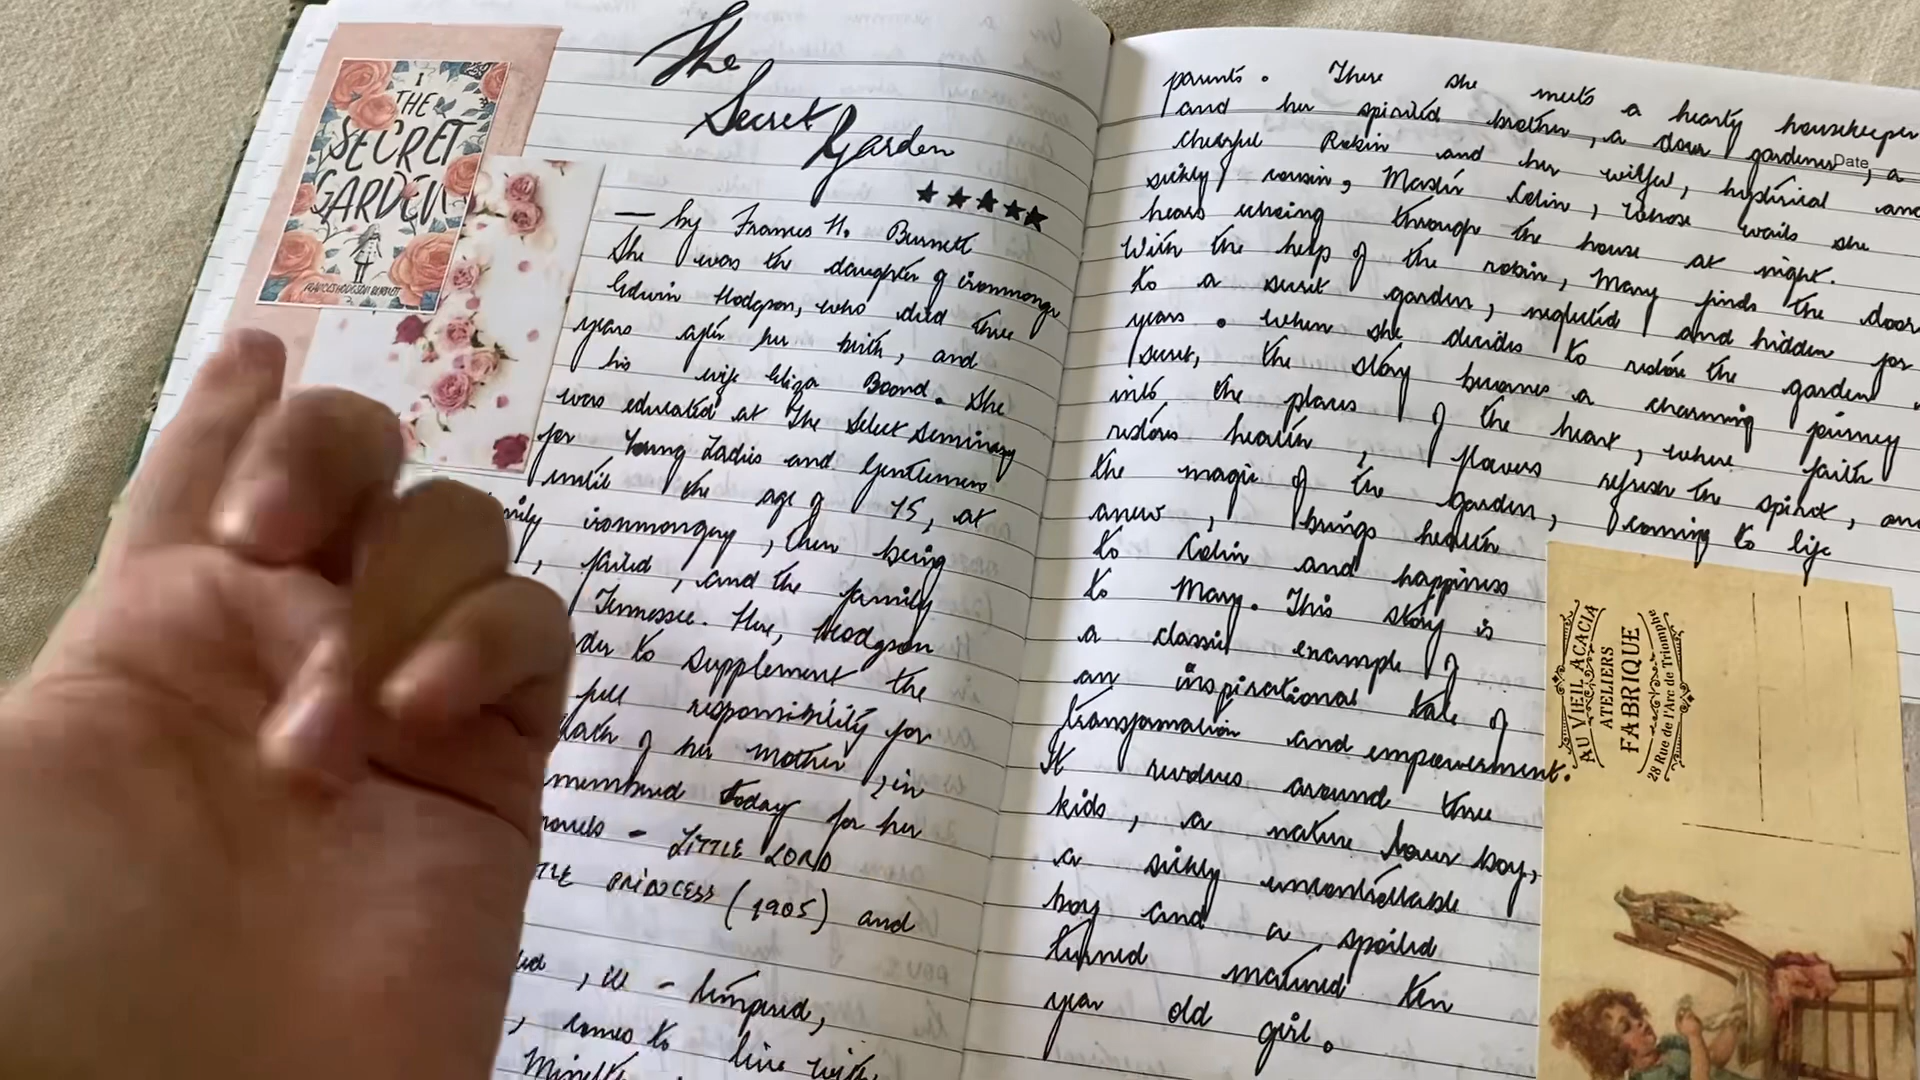 THE
SECRET
GARDEN
FRANCES HODGSON BURNETT
The
Secret
Garden
★★★★★
— by Frances H. Burnett
She was the daughter of ironmonger
Edwin Hodgson, who died three
years after her birth, and
of his wife Eliza Boond. She
was educated at The Select Seminary
for Young Ladies and Gentlemen
until the age of 15, at
ironmongery, then being
, failed, and the family
Tennessee. Here, Hodgson
to supplement the
full responsibility for
of her mother, in
today for her
novels - LITTLE LORD
PRINCESS (1905) and
, ill - tempered,
, comes to live with
parents. There she meets a hearty housekeeper
and her spirited brother, a dour gardener, a
Date
cheerful Robin and her wilful, hysterical and
sickly cousin, Master Colin, whose wails she
hears echoing through the house at night.
With the help of the robin, Mary finds the door
to a secret garden, neglected and hidden for
years. when she decides to restore the garden in
secret, the story becomes a charming journey
into the places of the heart, where faith
restores health, flowers refresh the spirit, and
the magic of the garden, coming to life
anew, brings health
to Colin and happiness
to Mary. This story is
a classic example of
an inspirational tale of
transformation and empowerment.
It revolves around three
kids, a nature lover boy,
a sickly uncontrollable
boy and a spoiled
turned matured ten
year old girl.
AU VIEIL ACACIA
ATELIERS
FABRIQUE
28 Rue de l'Arc de Triomphe